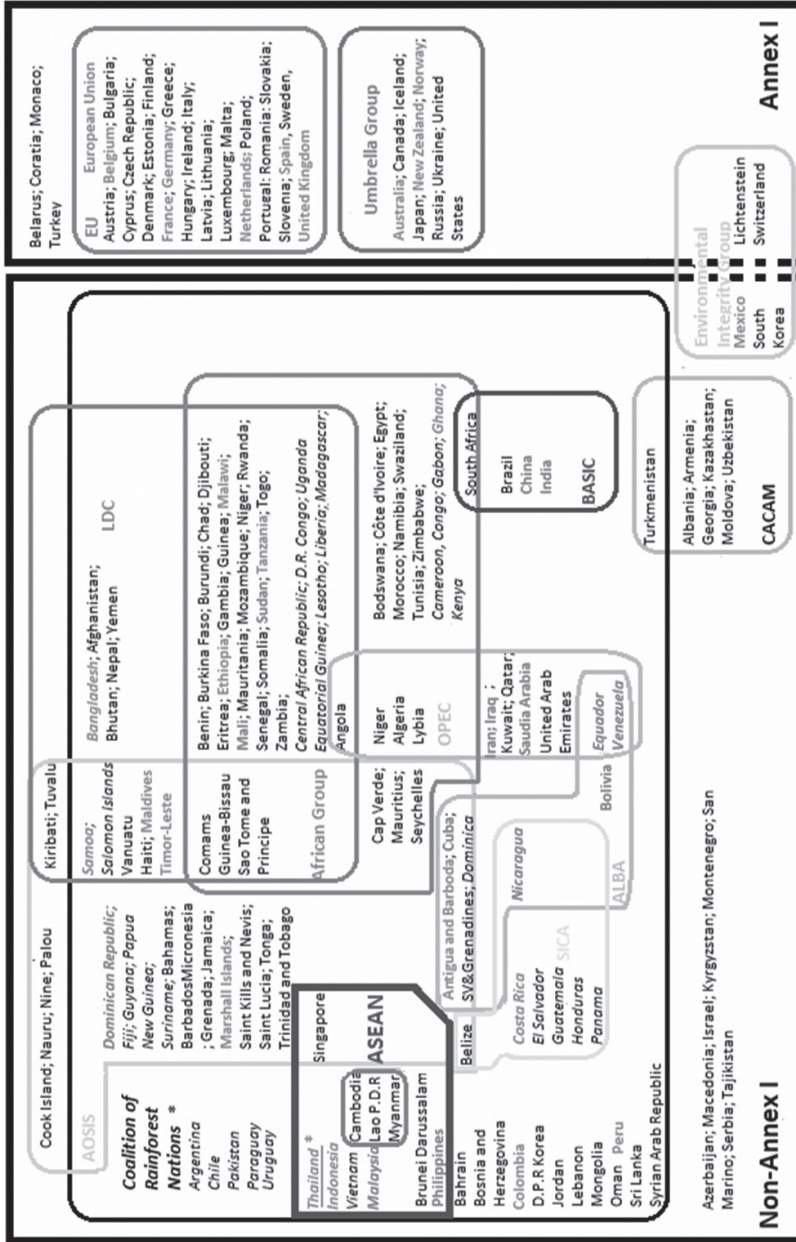 Cook Island; Nauru; Nine; Palou
Kiribati; Tuvalu
AOSIS
Coalition of
Rainforest
Nations *
Argentina
Chile
Pakistan
Paraguay
Uruguay
Dominican Republic;
Fiji; Guyana; Papua
New Guinea;
Suriname; Bahamas;
BarbadosMicronesia
; Grenada; Jamaica;
Marshall Islands;
Saint Kills and Nevis;
Saint Lucia; Tonga;
Trinidad and Tobago
Samoa;
Salomon Islands
Vanuatu
Haiti; Maldives
Timor-Leste
Bangladesh; Afghanistan;
Bhutan; Nepal; Yemen
LDC
Comams
Guinea-Bissau
Sao Tome and
Principe
African Group
Benin; Burkina Faso; Burundi; Chad; Djibouti;
Eritrea; Ethiopia; Gambia; Guinea; Malawi;
Mali; Mauritania; Mozambique; Niger; Rwanda;
Senegal; Somalia; Sudan; Tanzania; Togo;
Zambia;
Central African Republic; D.R. Congo; Uganda
Equatorial Guinea; Lesotho; Liberia; Madagascar;
Angola
Thailand *
Indonesia
Vietnam
Malaysia
Cambodia
Lao P.D.R
Myanmar
Brunei Darussalam
Philippines
Singapore
ASEAN
Cap Verde;
Mauritius;
Seychelles
Niger
Algeria
Lybia
OPEC
Bodswana; Côte d'Ivoire; Egypt;
Morocco; Namibia; Swaziland;
Tunisia; Zimbabwe;
Cameroon, Congo; Gabon; Ghana;
Kenya
South Africa
Brazil
China
India
BASIC
Iran; Iraq ;
Kuwait; Qatar;
Saudia Arabia
United Arab
Emirates
Equador
Venezuela
Bolivia
ALBA
Antigua and Barboda; Cuba;
SV&Grenadines; Dominica
Nicaragua
Belize
Costa Rica
El Salvador
Guatemala
Honduras
Panama
SICA
Bahrain
Bosnia and
Herzegovina
Colombia
D.P.R Korea
Jordan
Lebanon
Mongolia
Oman Peru
Sri Lanka
Syrian Arab Republic
Turkmenistan
Albania; Armenia;
Georgia; Kazakhastan;
Moldova; Uzbekistan
CACAM
Azerbaijan; Macedonia; Israel; Kyrgyzstan; Montenegro; San
Marino; Serbia; Tajikistan
Non-Annex I
Belarus; Coratia; Monaco;
Turkey
EU European Union
Austria; Belgium; Bulgaria;
Cyprus; Czech Republic;
Denmark; Estonia; Finland;
France; Germany; Greece;
Hungary; Ireland; Italy;
Latvia; Lithuania;
Luxembourg; Malta;
Netherlands; Poland;
Portugal: Romania: Slovakia;
Slovenia; Spain, Sweden,
United Kingdom
Umbrella Group
Australia; Canada; Iceland;
Japan; New Zealand; Norway;
Russia; Ukraine; United
States
Environmental
Integrity Group
Mexico
South
Korea
Lichtenstein
Switzerland
Annex I